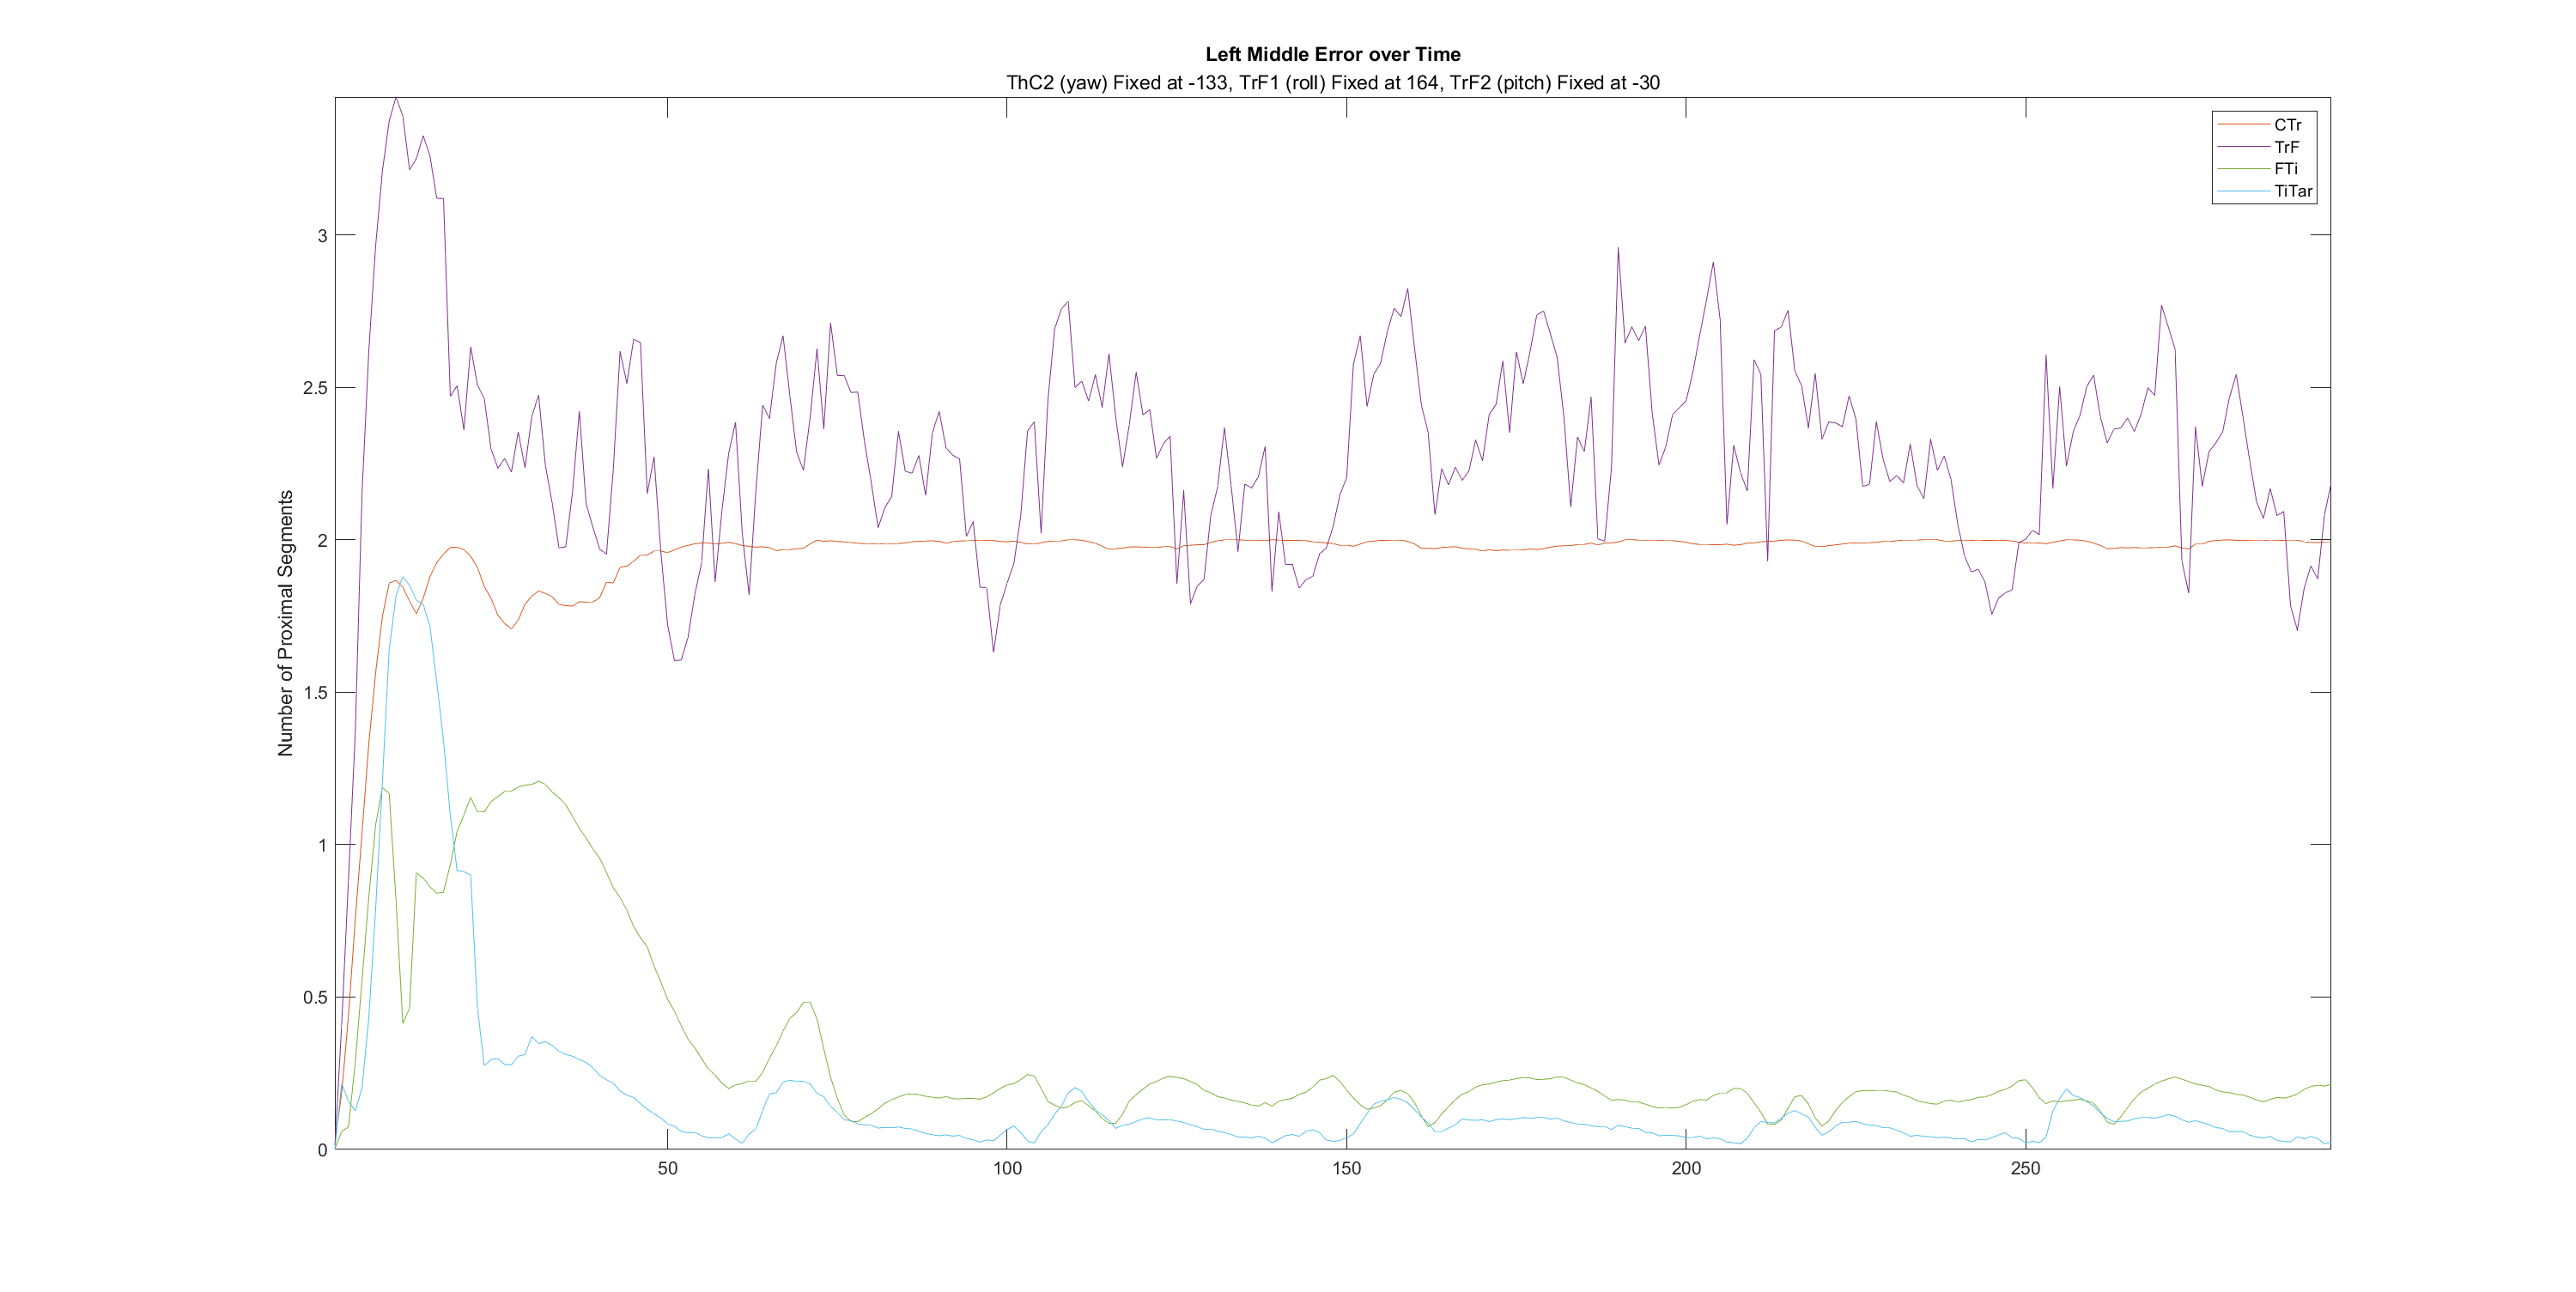 Left Middle Error over Time
ThC2 (yaw) Fixed at -133, TrF1 (roll) Fixed at 164, TrF2 (pitch) Fixed at -30
CTr
TrF
FTi
TiTar
Number of Proximal Segments
3
2.5
2
1.5
1
0.5
0
50 100 150 200 250